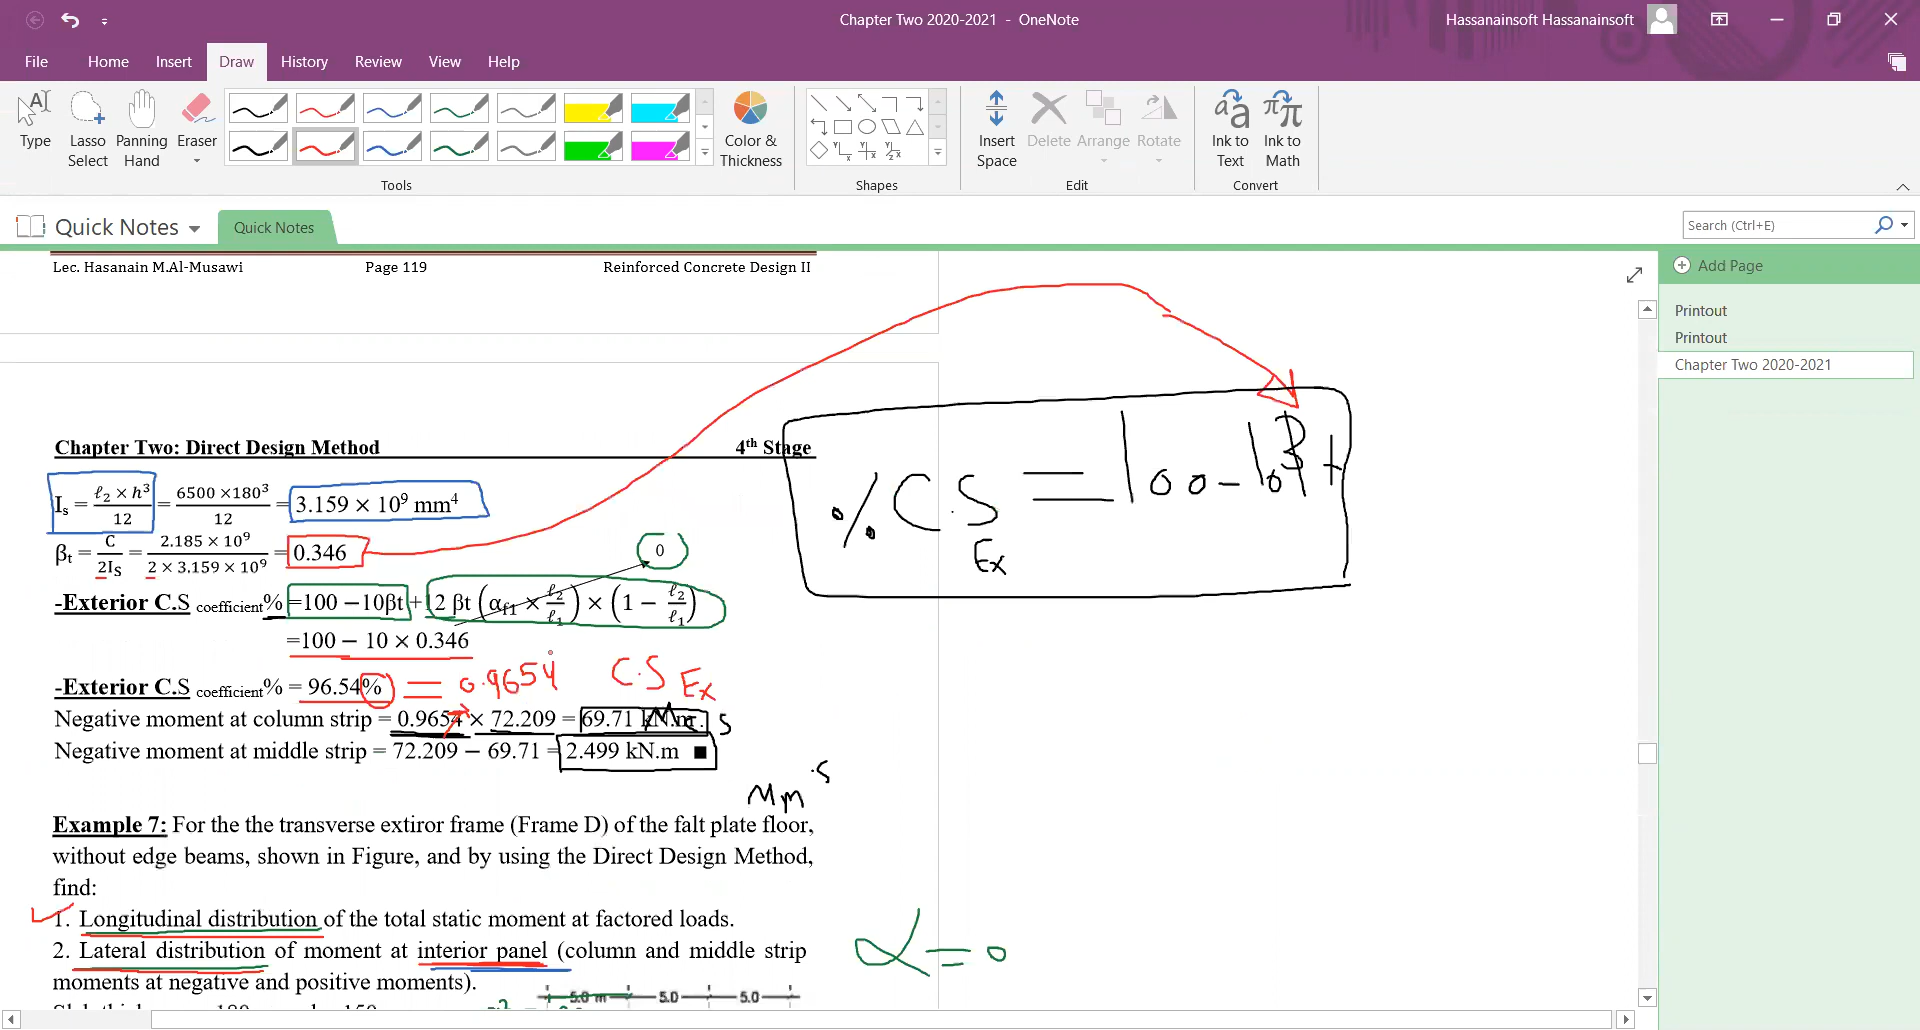 Chapter Two 2020-2021 - OneNote
Hassanainsoft Hassanainsoft
File Home Insert Draw History Review View Help
Type
Lasso Select
Panning Hand
Eraser
Color & Thickness
Insert Space
Delete
Arrange
Rotate
Ink to Text
Ink to Math
Tools Shapes Edit Convert
Quick Notes
Quick Notes
Search (Ctrl+E)
Lec. Hasanain M.Al-Musawi Page 119 Reinforced Concrete Design II
Add Page
Printout
Printout
Chapter Two 2020-2021
Chapter Two: Direct Design Method 4th Stage
Is = ℓ2 × h³ / 12 = 6500 ×180³ / 12 = 3.159 × 10⁹ mm⁴
βt = C / 2Is = 2.185 × 10⁹ / 2 × 3.159 × 10⁹ = 0.346
0
-Exterior C.S coefficient% =100 −10βt +12 βt (αf1 × ℓ2/ℓ1) × (1 − ℓ2/ℓ1)
=100 − 10 × 0.346
-Exterior C.S coefficient% = 96.54% = 0.9654 C.S Ex
Negative moment at column strip = 0.9654 × 72.209 = 69.71 kN.m .
Negative moment at middle strip = 72.209 − 69.71 = 2.499 kN.m ■
% C.S Ex = 100 - 10 βt
Mm.s
Example 7: For the the transverse extiror frame (Frame D) of the falt plate floor,
without edge beams, shown in Figure, and by using the Direct Design Method,
find:
1. Longitudinal distribution of the total static moment at factored loads.
2. Lateral distribution of moment at interior panel (column and middle strip
moments at negative and positive moments).
α = 0
5.0 m 5.0 5.0